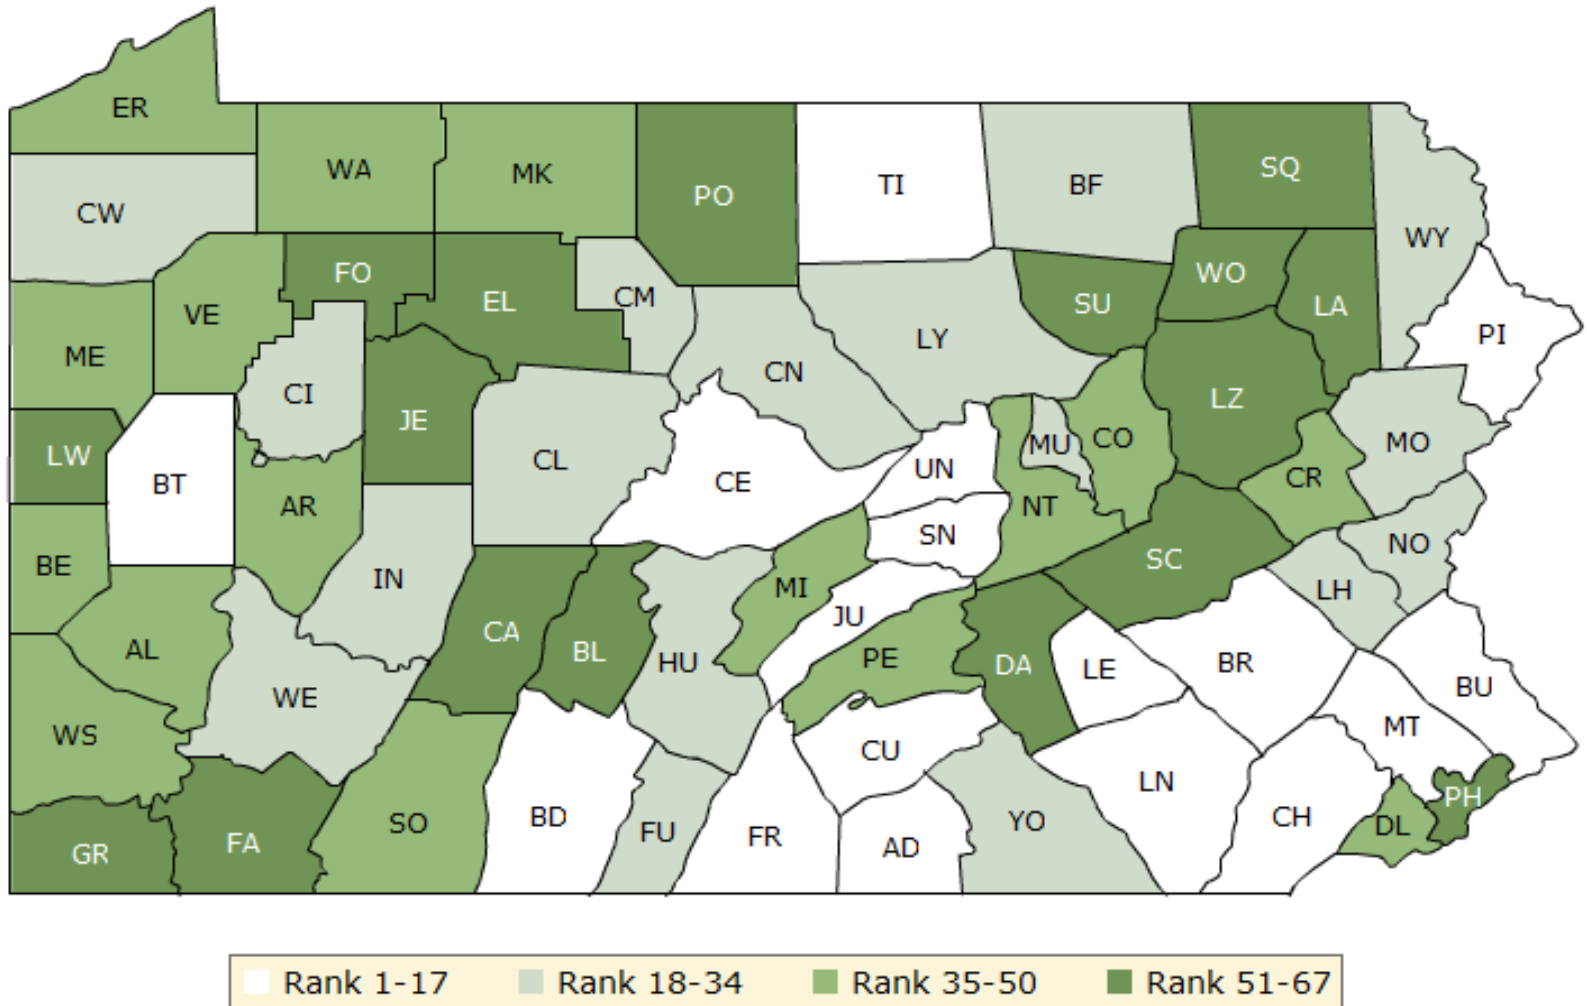 ER
WA
MK
PO
TI
BF
SQ
CW
WY
FO
EL
CM
SU
WO
LA
VE
ME
LY
PI
CI
CN
LZ
JE
LW
BT
CL
CE
UN
MU
CO
MO
AR
NT
CR
SN
BE
IN
MI
SC
NO
LH
JU
AL
CA
BL
HU
PE
DA
LE
BR
BU
WE
WS
CU
MT
LN
GR
FA
SO
BD
FU
FR
AD
YO
CH
DL
PH
Rank 1-17 Rank 18-34 Rank 35-50 Rank 51-67